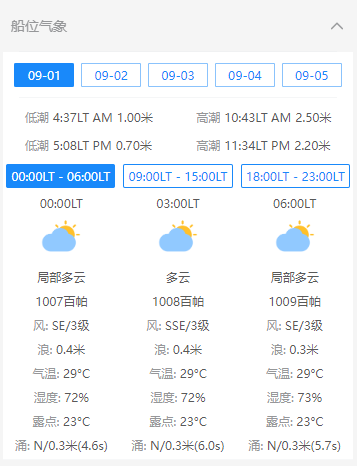 船位气象
09-01 09-02 09-03 09-04 09-05
低潮 4:37LT AM 1.00米 高潮 10:43LT AM 2.50米
低潮 5:08LT PM 0.70米 高潮 11:34LT PM 2.20米
00:00LT - 06:00LT 09:00LT - 15:00LT 18:00LT - 23:00LT
00:00LT 03:00LT 06:00LT
局部多云 多云 局部多云
1007百帕 1008百帕 1009百帕
风: SE/3级 风: SSE/3级 风: SE/3级
浪: 0.4米 浪: 0.4米 浪: 0.3米
气温: 29°C 气温: 29°C 气温: 29°C
湿度: 72% 湿度: 72% 湿度: 73%
露点: 23°C 露点: 23°C 露点: 23°C
涌: N/0.3米(4.6s) 涌: N/0.3米(6.0s) 涌: N/0.3米(5.7s)